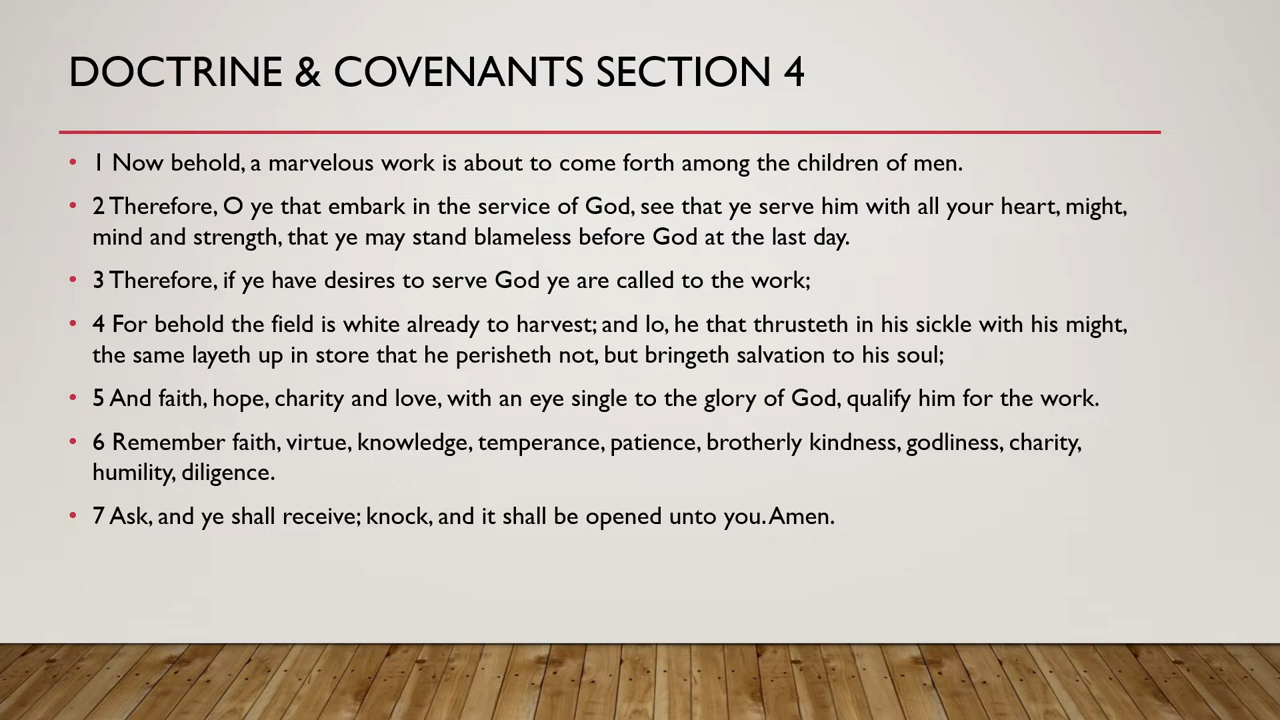 DOCTRINE & COVENANTS SECTION 4
• 1 Now behold, a marvelous work is about to come forth among the children of men.
• 2 Therefore, O ye that embark in the service of God, see that ye serve him with all your heart, might,
mind and strength, that ye may stand blameless before God at the last day.
• 3 Therefore, if ye have desires to serve God ye are called to the work;
• 4 For behold the field is white already to harvest; and lo, he that thrusteth in his sickle with his might,
the same layeth up in store that he perisheth not, but bringeth salvation to his soul;
• 5 And faith, hope, charity and love, with an eye single to the glory of God, qualify him for the work.
• 6 Remember faith, virtue, knowledge, temperance, patience, brotherly kindness, godliness, charity,
humility, diligence.
• 7 Ask, and ye shall receive; knock, and it shall be opened unto you. Amen.